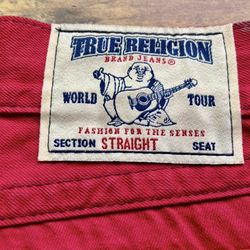 TRUE RELIGION
BRAND JEANS®
WORLD TOUR
FASHION FOR THE SENSES
SECTION STRAIGHT SEAT